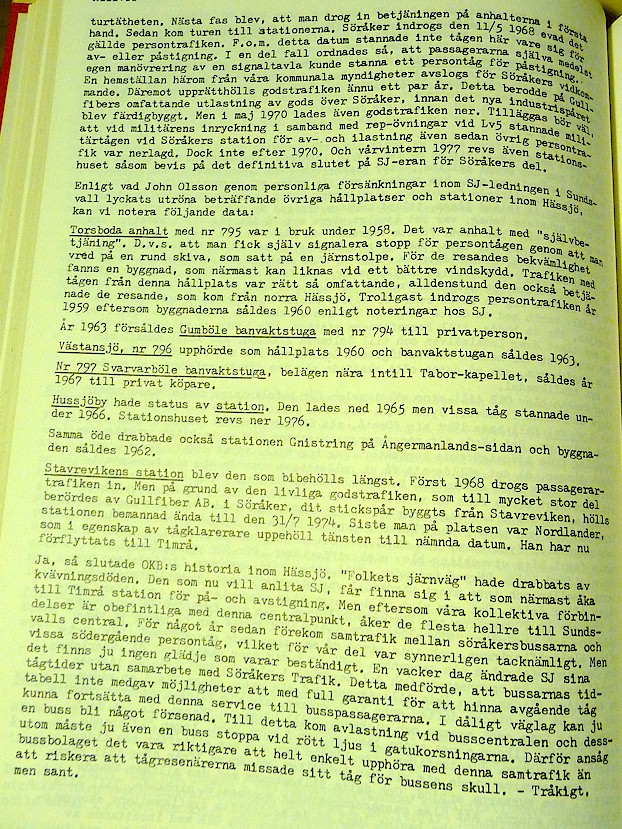 turtätheten. Nästa fas blev, att man drog in betjäningen på anhalterna i första
hand. Sedan kom turen till stationerna. Söråker indrogs den 11/5 1968 evad det
gällde persontrafiken. F.o.m. detta datum stannade inte tågen här vare sig för
av- eller påstigning. I en del fall ordnades så, att passagerarna själva medelst
egen manövrering av en signaltavla kunde stanna ett persontåg för påstigning.
En hemställan härom från våra kommunala myndigheter avslogs för Söråkers vidkom-
mande. Däremot upprätthölls godstrafiken ännu ett par år. Detta berodde på Gull-
fibers omfattande utlastning av gods över Söråker, innan det nya industrispåret
blev färdigbyggt. Men i maj 1970 lades även godstrafiken ner. Tilläggas bör väl,
att vid militärens inryckning i samband med rep-övningar vid Lv5 stannade mili-
tärtågen vid Söråkers station för av- och ilastning även sedan övrig persontra-
fik var nerlagd. Dock inte efter 1970. Och vårvintern 1977 revs även stations-
huset såsom bevis på det definitiva slutet på SJ-eran för Söråkers del.
Enligt vad John Olsson genom personliga försänkningar inom SJ-ledningen i Sunds-
vall lyckats utröna beträffande övriga hållplatser och stationer inom Hässjö,
kan vi notera följande data:
Torsboda anhalt med nr 795 var i bruk under 1958. Det var anhalt med "självbe-
tjäning". D.v.s. att man fick själv signalera stopp för persontågen genom att man
vred på en rund skiva, som satt på en järnstolpe. För de resandes bekvämlighet
fanns en byggnad, som närmast kan liknas vid ett bättre vindskydd. Trafiken med
tågen från denna hållplats var rätt så omfattande, alldenstund den också betjä-
nade de resande, som kom från norra Hässjö. Troligast indrogs persontrafiken år
1959 eftersom byggnaderna såldes 1960 enligt noteringar hos SJ.
År 1963 försåldes Gumböle banvaktstuga med nr 794 till privatperson.
Västansjö, nr 796 upphörde som hållplats 1960 och banvaktstugan såldes 1963.
Nr 797 Svarvarböle banvaktstuga, belägen nära intill Tabor-kapellet, såldes år
1967 till privat köpare.
Hussjöby hade status av station. Den lades ned 1965 men vissa tåg stannade un-
der 1966. Stationshuset revs ner 1976.
Samma öde drabbade också stationen Gnistring på Ångermanlands-sidan och byggna-
den såldes 1962.
Stavrevikens station blev den som bibehölls längst. Först 1968 drogs passagerar-
trafiken in. Men på grund av den livliga godstrafiken, som till mycket stor del
berördes av Gullfiber AB. i Söråker, dit stickspår byggts från Stavreviken, hölls
stationen bemannad ända till den 31/7 1974. Siste man på platsen var Nordlander,
som i egenskap av tågklarerare uppehöll tänsten till nämnda datum. Han har nu
förflyttats till Timrå.
Ja, så slutade OKB:s historia inom Hässjö. "Folkets järnväg" hade drabbats av
kvävningsdöden. Den som nu vill anlita SJ, får finna sig i att som närmast åka
till Timrå station för på- och avstigning. Men eftersom våra kollektiva förbin-
delser är obefintliga med denna centralpunkt, åker de flesta hellre till Sunds-
valls central. För något år sedan förekom samtrafik mellan söråkersbussarna och
vissa södergående persontåg, vilket för vår del var synnerligen tacknämligt. Men
det finns ju ingen glädje som varar beständigt. En vacker dag ändrade SJ sina
tågtider utan samarbete med Söråkers Trafik. Detta medförde, att bussarnas tid-
tabell inte medgav möjligheter att med full garanti för att hinna avgående tåg
kunna fortsätta med denna service till busspassagerarna. I dåligt väglag kan ju
en buss bli något försenad. Till detta kom avlastning vid busscentralen och dess-
utom måste ju även en buss stoppa vid rött ljus i gatukorsningarna. Därför ansåg
bussbolaget det vara riktigare att helt enkelt upphöra med denna samtrafik än
att riskera att tågresenärerna missade sitt tåg för bussens skull. - Tråkigt,
men sant.